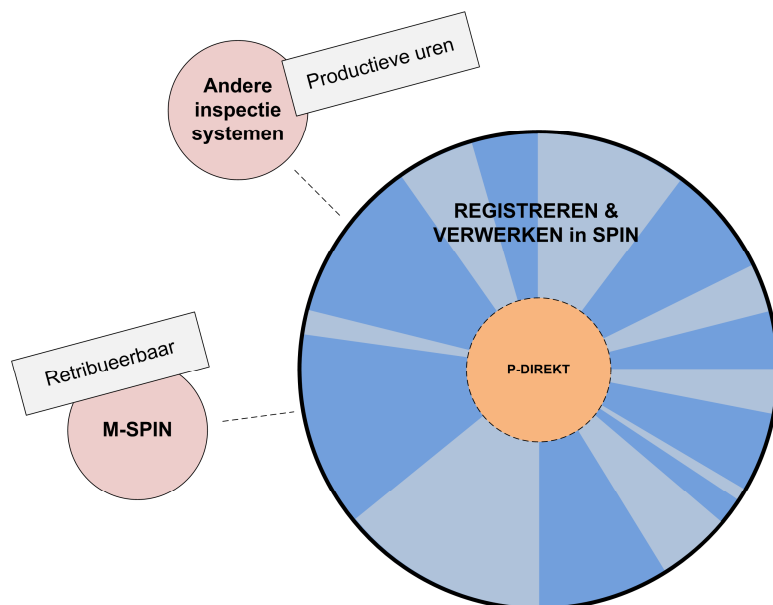 Productieve uren
Andere
inspectie
systemen
REGISTREREN &
VERWERKEN in SPIN
Retribueerbaar
P-DIREKT
M-SPIN